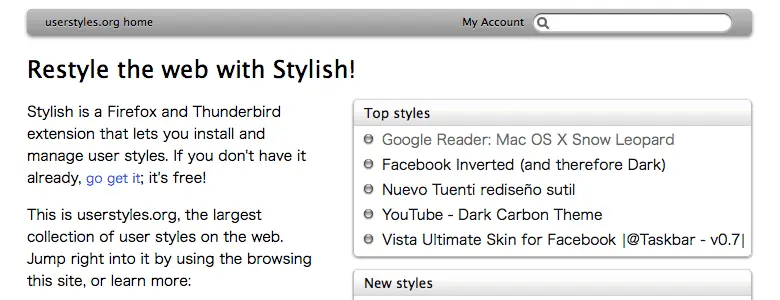 userstyles.org home
My Account
Restyle the web with Stylish!
Stylish is a Firefox and Thunderbird
extension that lets you install and
manage user styles. If you don't have it
already, go get it; it's free!
This is userstyles.org, the largest
collection of user styles on the web.
Jump right into it by using the browsing
this site, or learn more:
Top styles
Google Reader: Mac OS X Snow Leopard
Facebook Inverted (and therefore Dark)
Nuevo Tuenti rediseño sutil
YouTube - Dark Carbon Theme
Vista Ultimate Skin for Facebook |@Taskbar - v0.7|
New styles